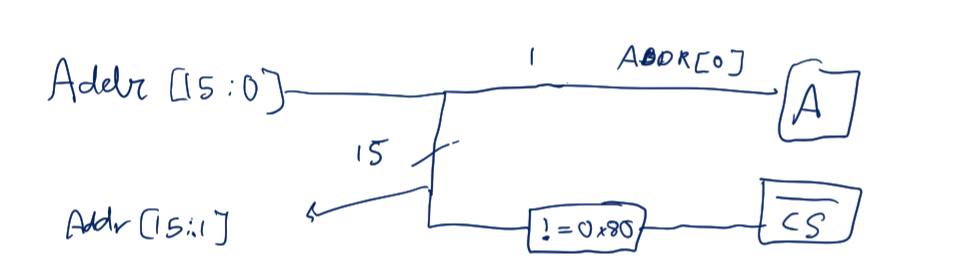 Addr [15:0]
1
ADDR[0]
A
15
Addr [15:1]
!=0x80
CS